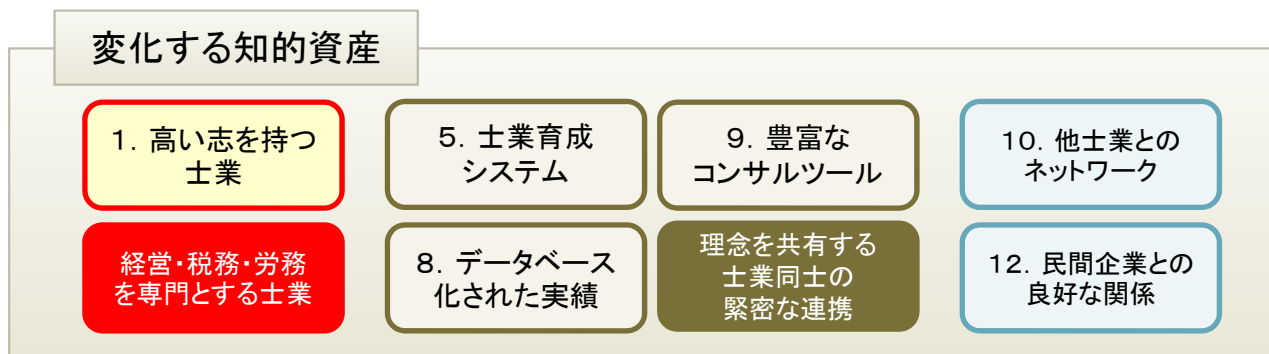 変化する知的資産
1．高い志を持つ
士業
5．士業育成
システム
9．豊富な
コンサルツール
10．他士業との
ネットワーク
経営・税務・労務
を専門とする士業
8．データベース
化された実績
理念を共有する
士業同士の
緊密な連携
12．民間企業との
良好な関係